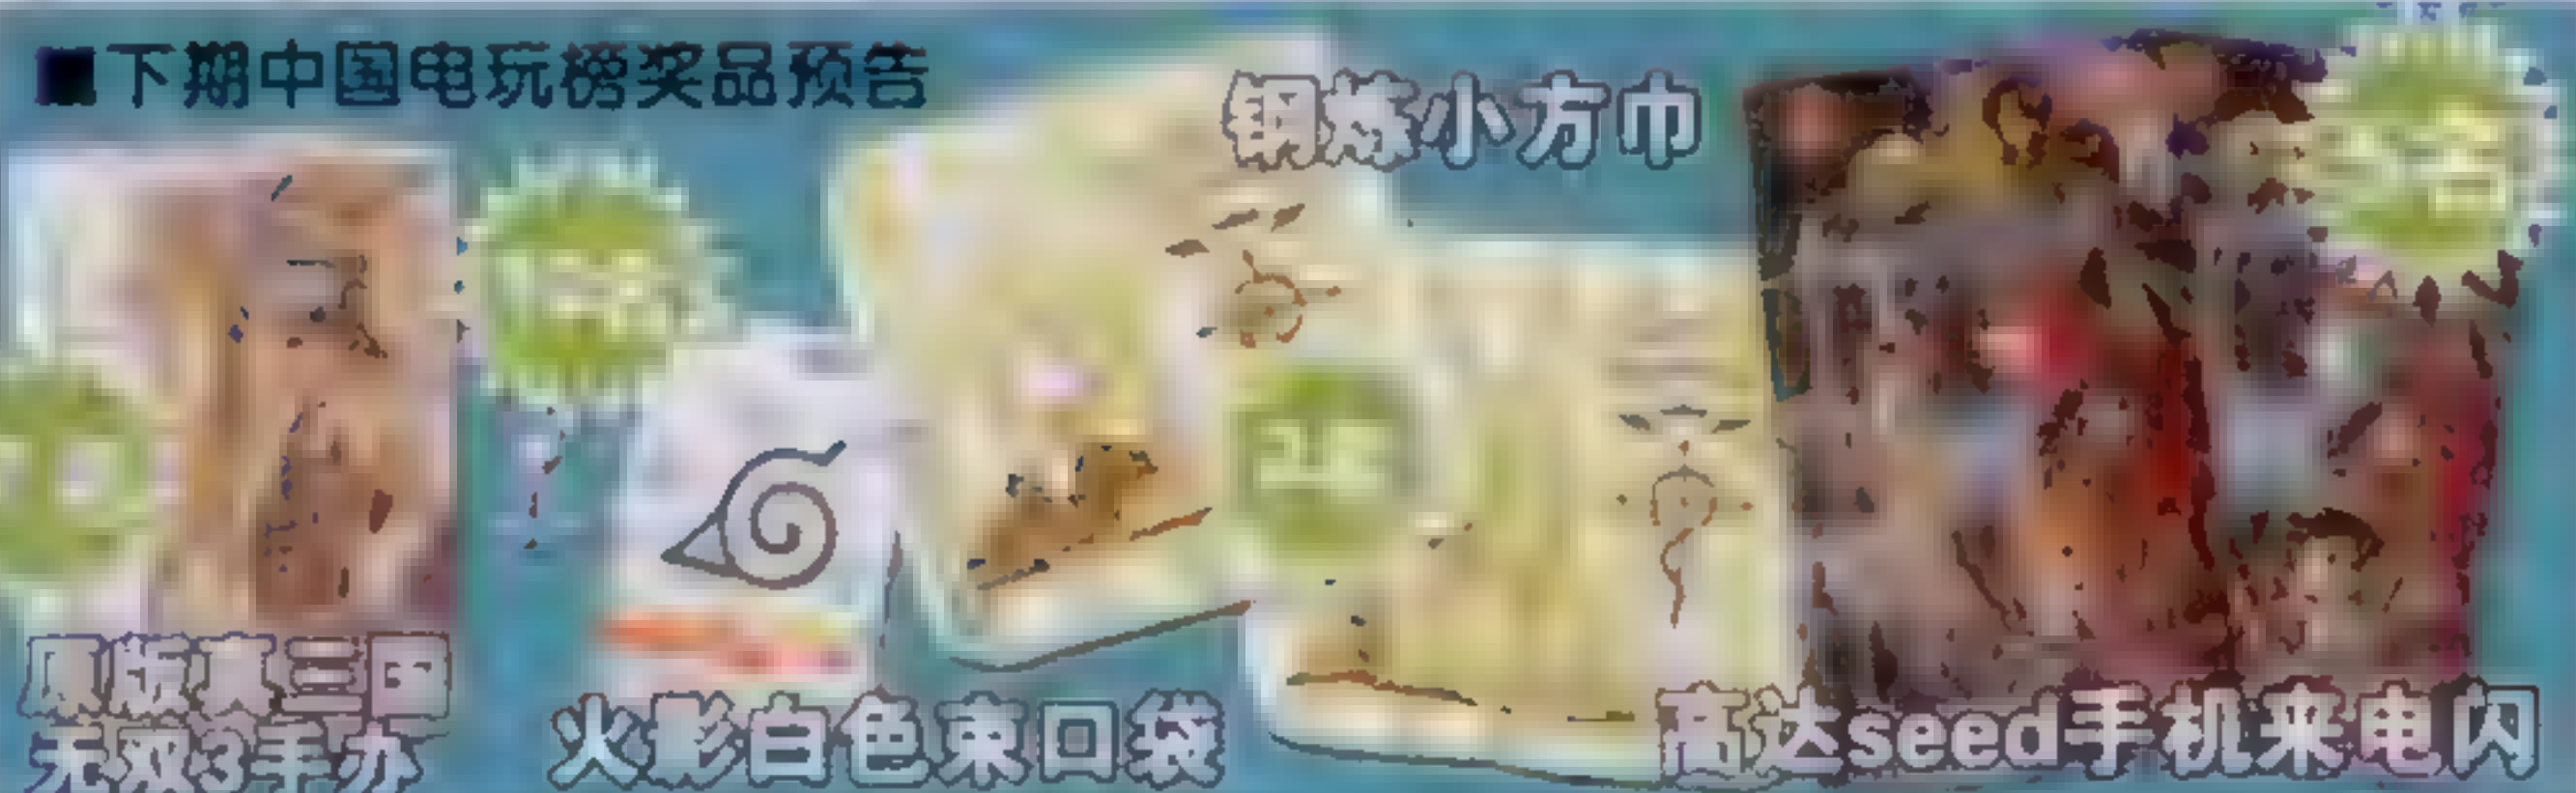 ■下期中国电玩榜奖品预告
钢炼小方巾
原版真三国
无双3手办
火影白色束口袋
高达seed手机来电闪